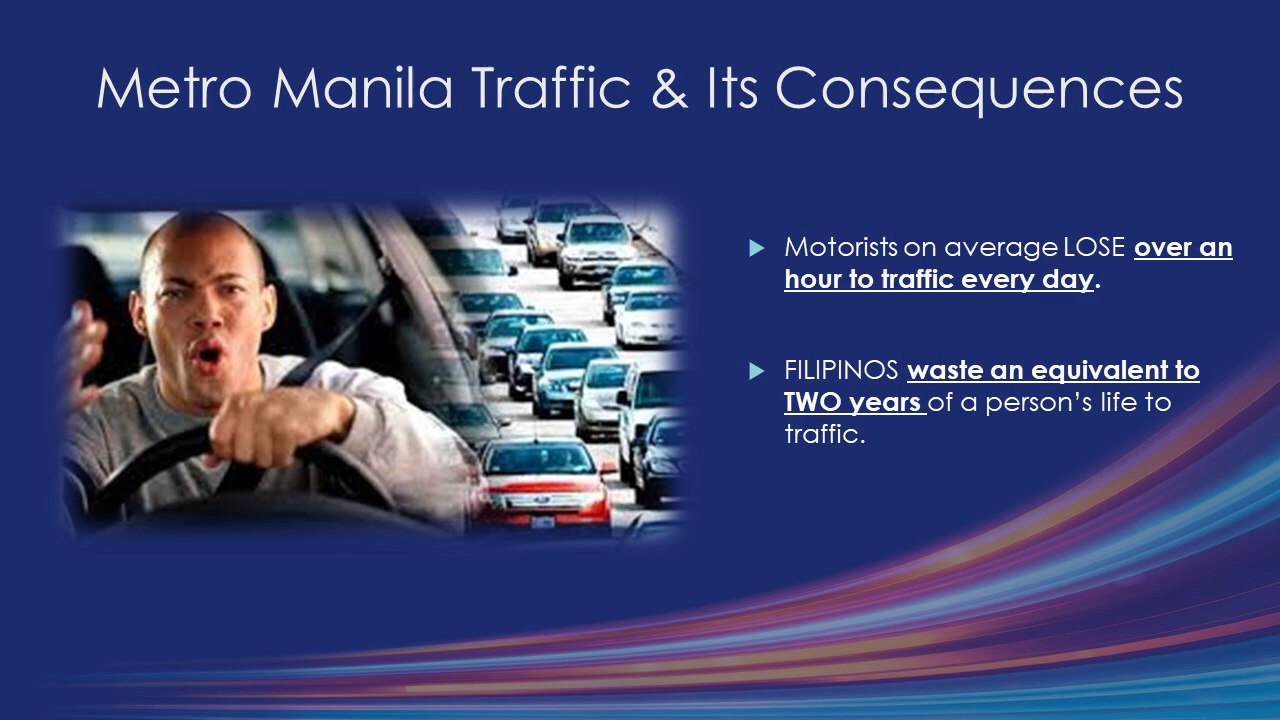 Metro Manila Traffic & Its Consequences
Motorists on average LOSE over an
hour to traffic every day.
FILIPINOS waste an equivalent to
TWO years of a person’s life to
traffic.